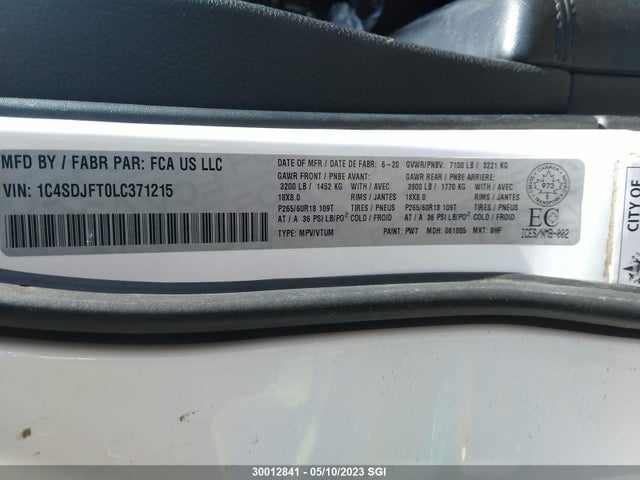 MFD BY / FABR PAR: FCA US LLC
VIN: 1C4SDJFT0LC371215
DATE OF MFD / DATE DE FABR: 6-20 GVWR/PNBV: 7100 LB / 3221 KG
GAWR FRONT / PNBE AVANT: GAWR REAR / PNBE ARRIERE:
3200 LB / 1452 KG WITH / AVEC 3900 LB / 1770 KG WITH / AVEC
18X8.0 RIMS / JANTES 18X8.0 RIMS / JANTES
P265/60R18 109T TIRES / PNEUS P265/60R18 109T TIRES / PNEUS
AT / A 36 PSI LB/PO² COLD/A FROID AT / A 36 PSI LB/PO² COLD/A FROID
TYPE: MPV/VTUM PAINT: PW7 MDH: 061805 MKT: 8HF
CANADA
972
TRANSPORT
EC
ICES/NMB-002
CITY OF
30012841 — 05/10/2023 SGI